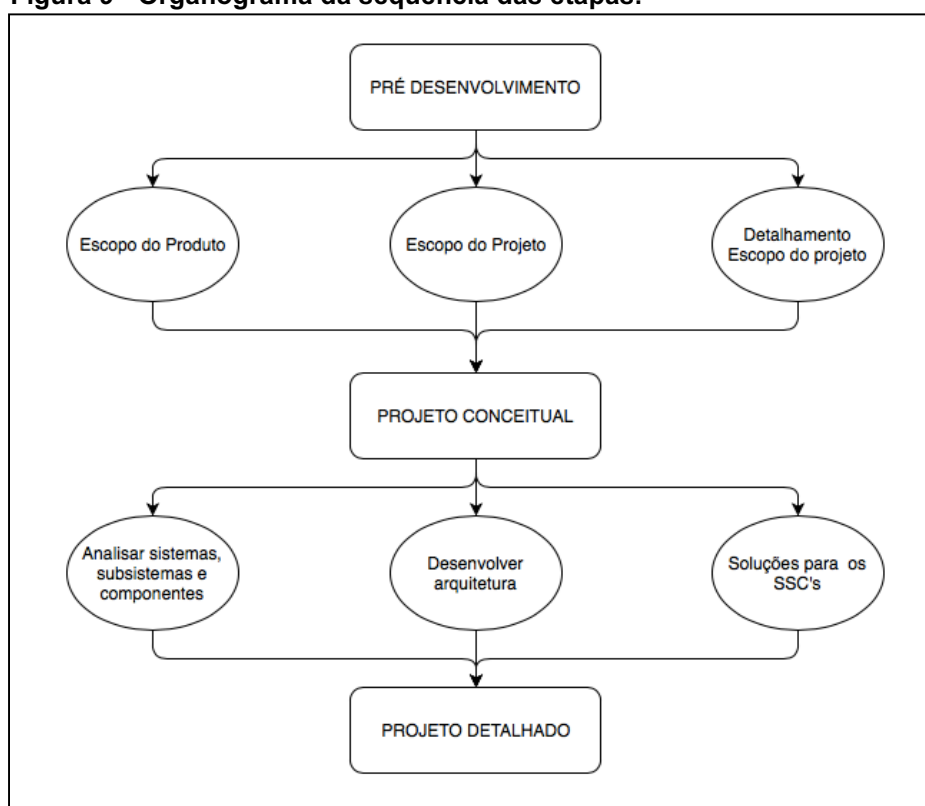 Figura - Organograma da sequência das etapas.
PRÉ DESENVOLVIMENTO
Escopo do Produto
Escopo do Projeto
Detalhamento
Escopo do projeto
PROJETO CONCEITUAL
Analisar sistemas,
subsistemas e
componentes
Desenvolver
arquitetura
Soluções para os
SSC's
PROJETO DETALHADO